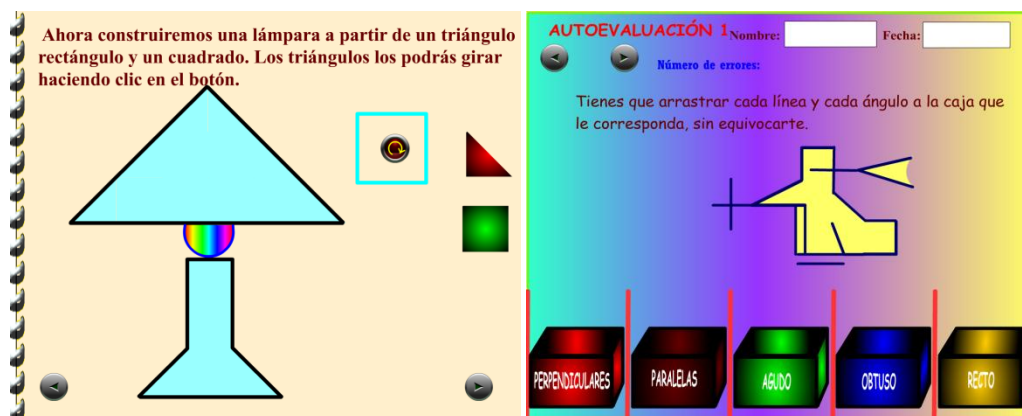 Ahora construiremos una lámpara a partir de un triángulo
rectángulo y un cuadrado. Los triángulos los podrás girar
haciendo clic en el botón.
AUTOEVALUACIÓN 1
Nombre:
Fecha:
Número de errores:
Tienes que arrastrar cada línea y cada ángulo a la caja que
le corresponda, sin equivocarte.
PERPENDICULARES
PARALELAS
AGUDO
OBTUSO
RECTO